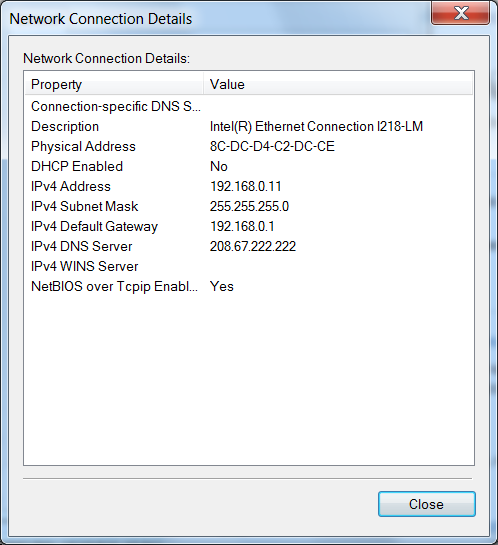 Network Connection Details
Network Connection Details:
Property Value
Connection-specific DNS S...
Description Intel(R) Ethernet Connection I218-LM
Physical Address 8C-DC-D4-C2-DC-CE
DHCP Enabled No
IPv4 Address 192.168.0.11
IPv4 Subnet Mask 255.255.255.0
IPv4 Default Gateway 192.168.0.1
IPv4 DNS Server 208.67.222.222
IPv4 WINS Server
NetBIOS over Tcpip Enabl... Yes
Close